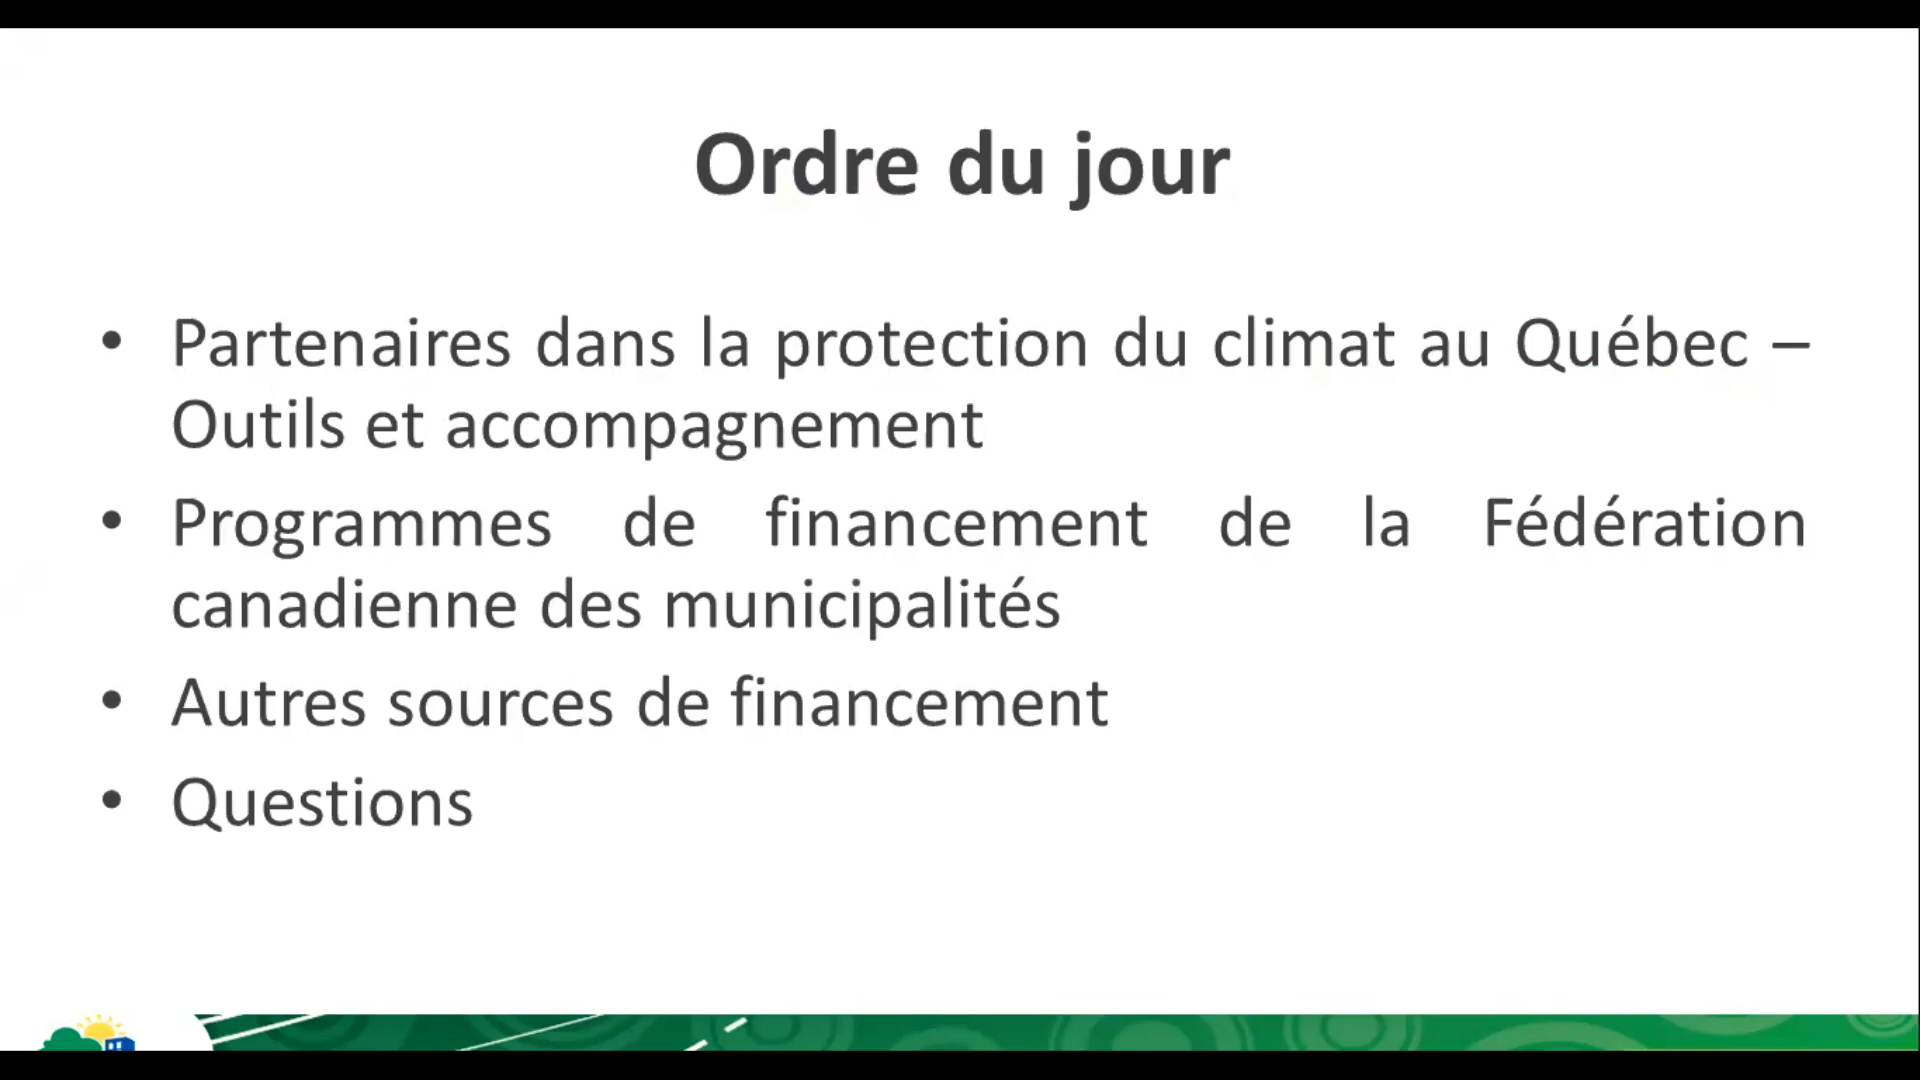 Ordre du jour
• Partenaires dans la protection du climat au Québec –
Outils et accompagnement
• Programmes de financement de la Fédération
canadienne des municipalités
• Autres sources de financement
• Questions